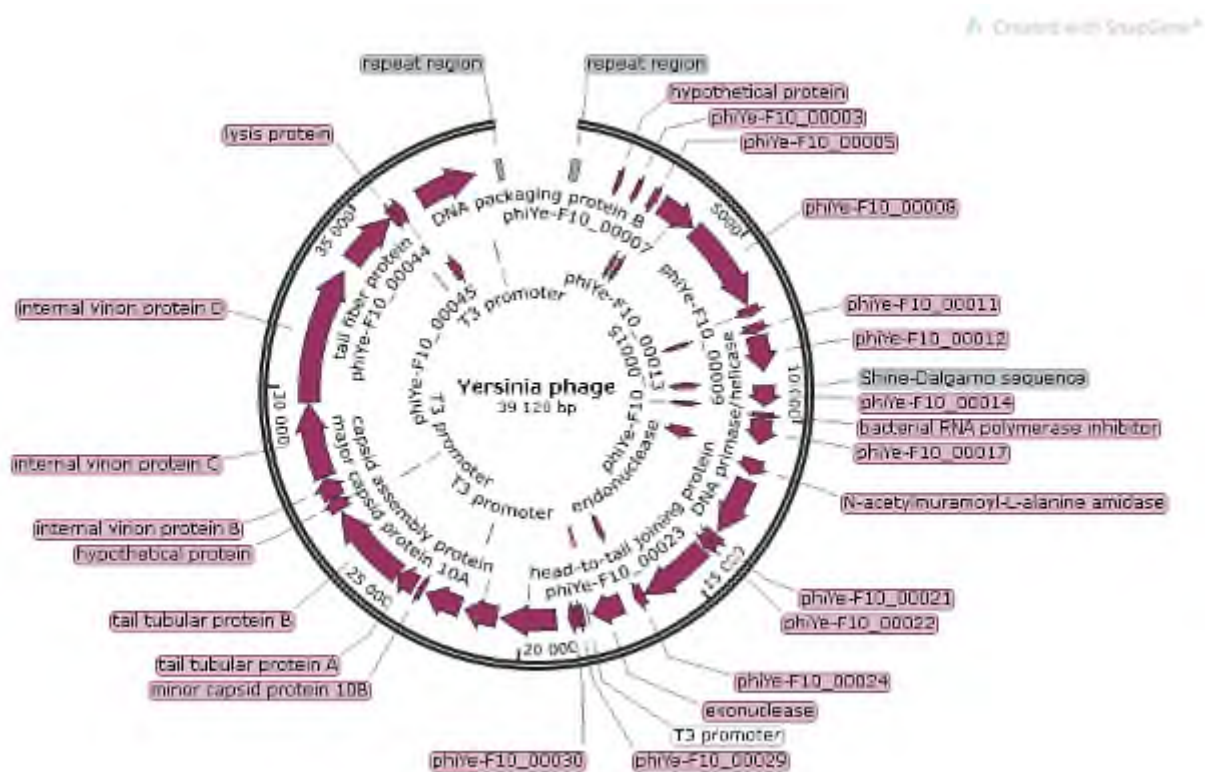 Created with SnapGene®
repeat region
repeat region
hypothetical protein
phiYe-F10_00003
phiYe-F10_00005
lysis protein
DNA packaging protein B
phiYe-F10_00007
5000
phiYe-F10_00008
35 000
tail fiber protein
phiYe-F10_00044
phiYe-F10_00045
T3 promoter
phiYe-F10_00013
phiYe-F10_00009
phiYe-F10_00011
phiYe-F10_00012
internal virion protein D
phiYe-F10_00015
DNA primase/helicase
Shine-Dalgarno sequence
10 000
phiYe-F10_00014
bacterial RNA polymerase inhibitor
phiYe-F10_00017
Yersinia phage
39 120 bp
30 000
T3 promoter
internal virion protein C
N-acetylmuramoyl-L-alanine amidase
capsid assembly protein
major capsid protein 10A
T3 promoter
endonuclease
head-to-tail joining protein
phiYe-F10_00023
internal virion protein B
hypothetical protein
15 000
25 000
phiYe-F10_00021
phiYe-F10_00022
tail tubular protein B
20 000
tail tubular protein A
minor capsid protein 10B
phiYe-F10_00024
exonuclease
T3 promoter
phiYe-F10_00030
phiYe-F10_00029